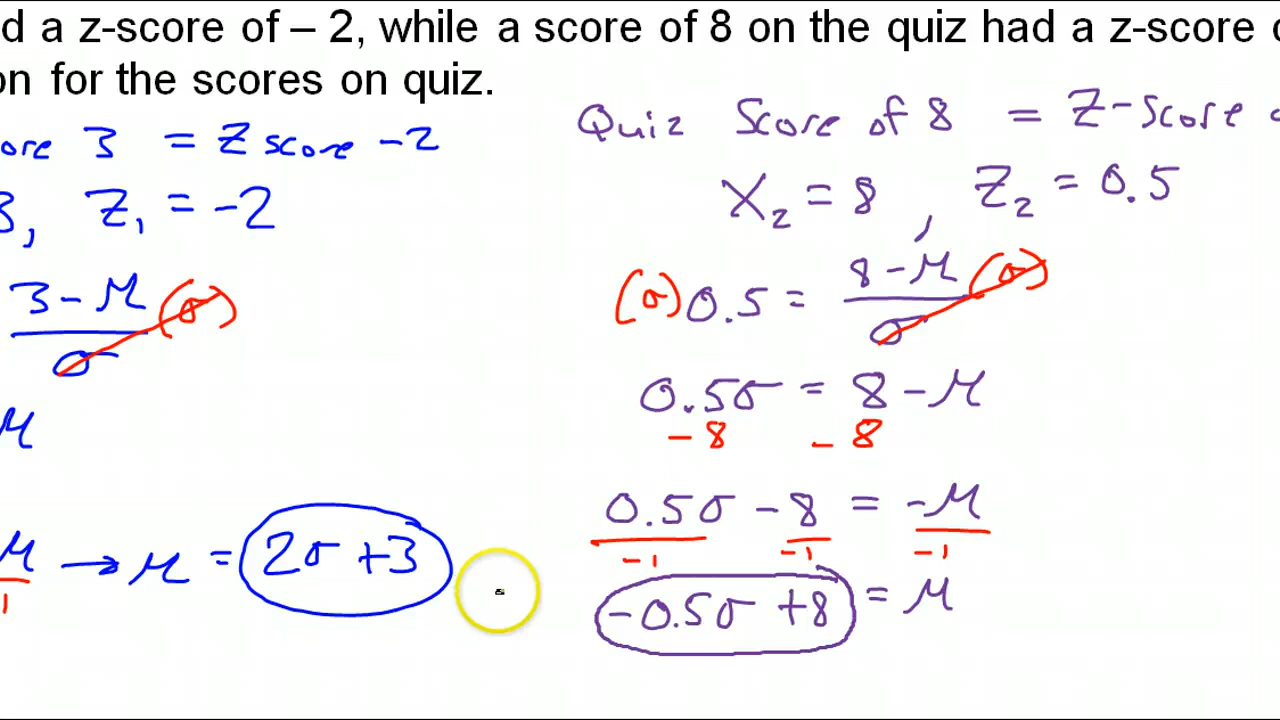 d a z-score of – 2, while a score of 8 on the quiz had a z-score
on for the scores on quiz.
ore 3 = Z score -2
3, Z₁ = -2
3 - μ (σ)
σ
μ
μ → μ = 2σ + 3
1
Quiz Score of 8 = Z-Score
X₂ = 8 , Z₂ = 0.5
(σ) 0.5 = 8 - μ (σ)
σ
0.5σ = 8 - μ
- 8 - 8
0.5σ - 8 = -μ
-1 -1 -1
-0.5σ + 8 = μ